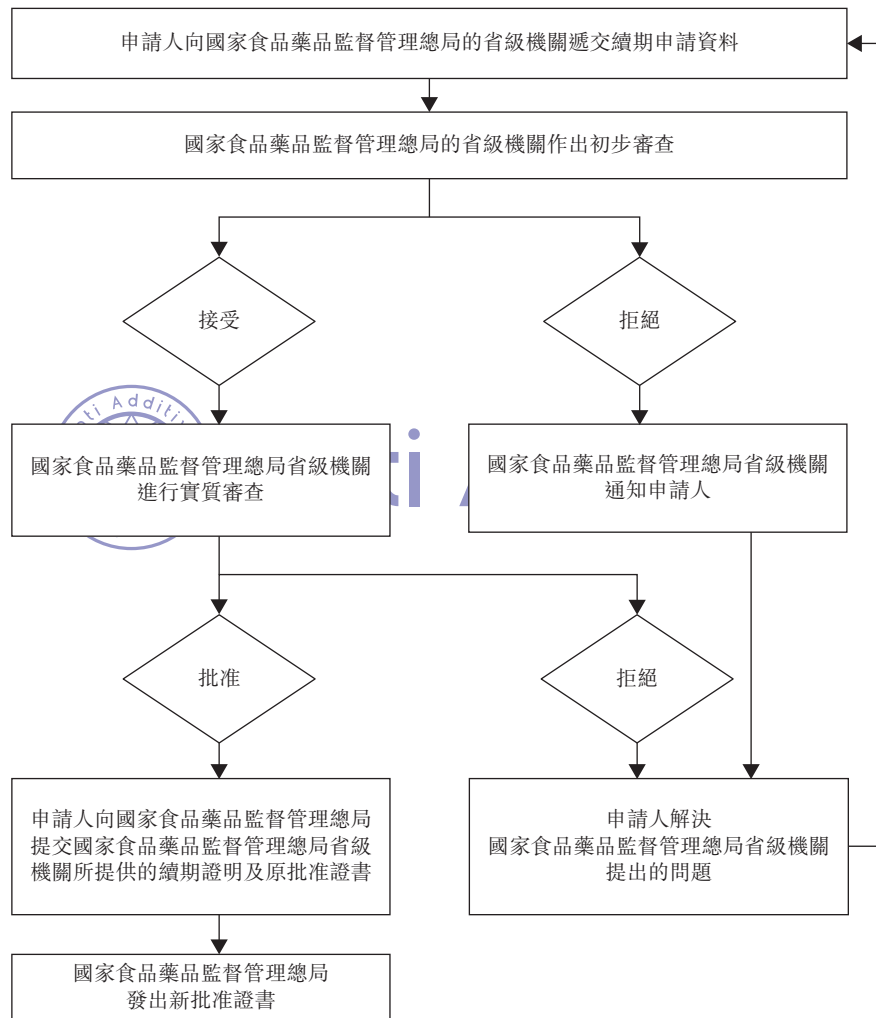 申請人向國家食品藥品監督管理總局的省級機關遞交續期申請資料
國家食品藥品監督管理總局的省級機關作出初步審查
接受
拒絕
Additi
國家食品藥品監督管理總局省級機關
進行實質審查
國家食品藥品監督管理總局省級機關
通知申請人
批准
拒絕
申請人向國家食品藥品監督管理總局
提交國家食品藥品監督管理總局省級
機關所提供的續期證明及原批准證書
申請人解決
國家食品藥品監督管理總局省級機關
提出的問題
國家食品藥品監督管理總局
發出新批准證書